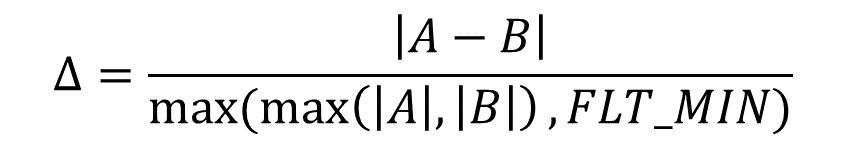 Δ = |A − B| / max(max(|A|, |B|) , FLT_MIN)